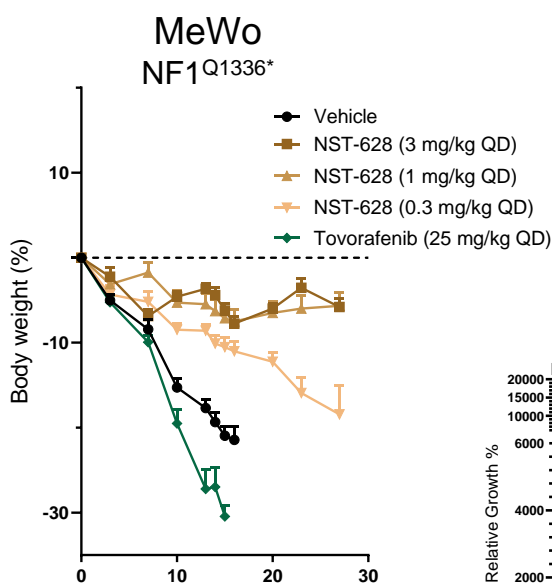 MeWo
NF1Q1336*
Vehicle
NST-628 (3 mg/kg QD)
NST-628 (1 mg/kg QD)
NST-628 (0.3 mg/kg QD)
Tovorafenib (25 mg/kg QD)
Body weight (%)
10
-10
-30
0
10
20
30
Relative Growth %
20000
15000
10000
6000
4000
2000